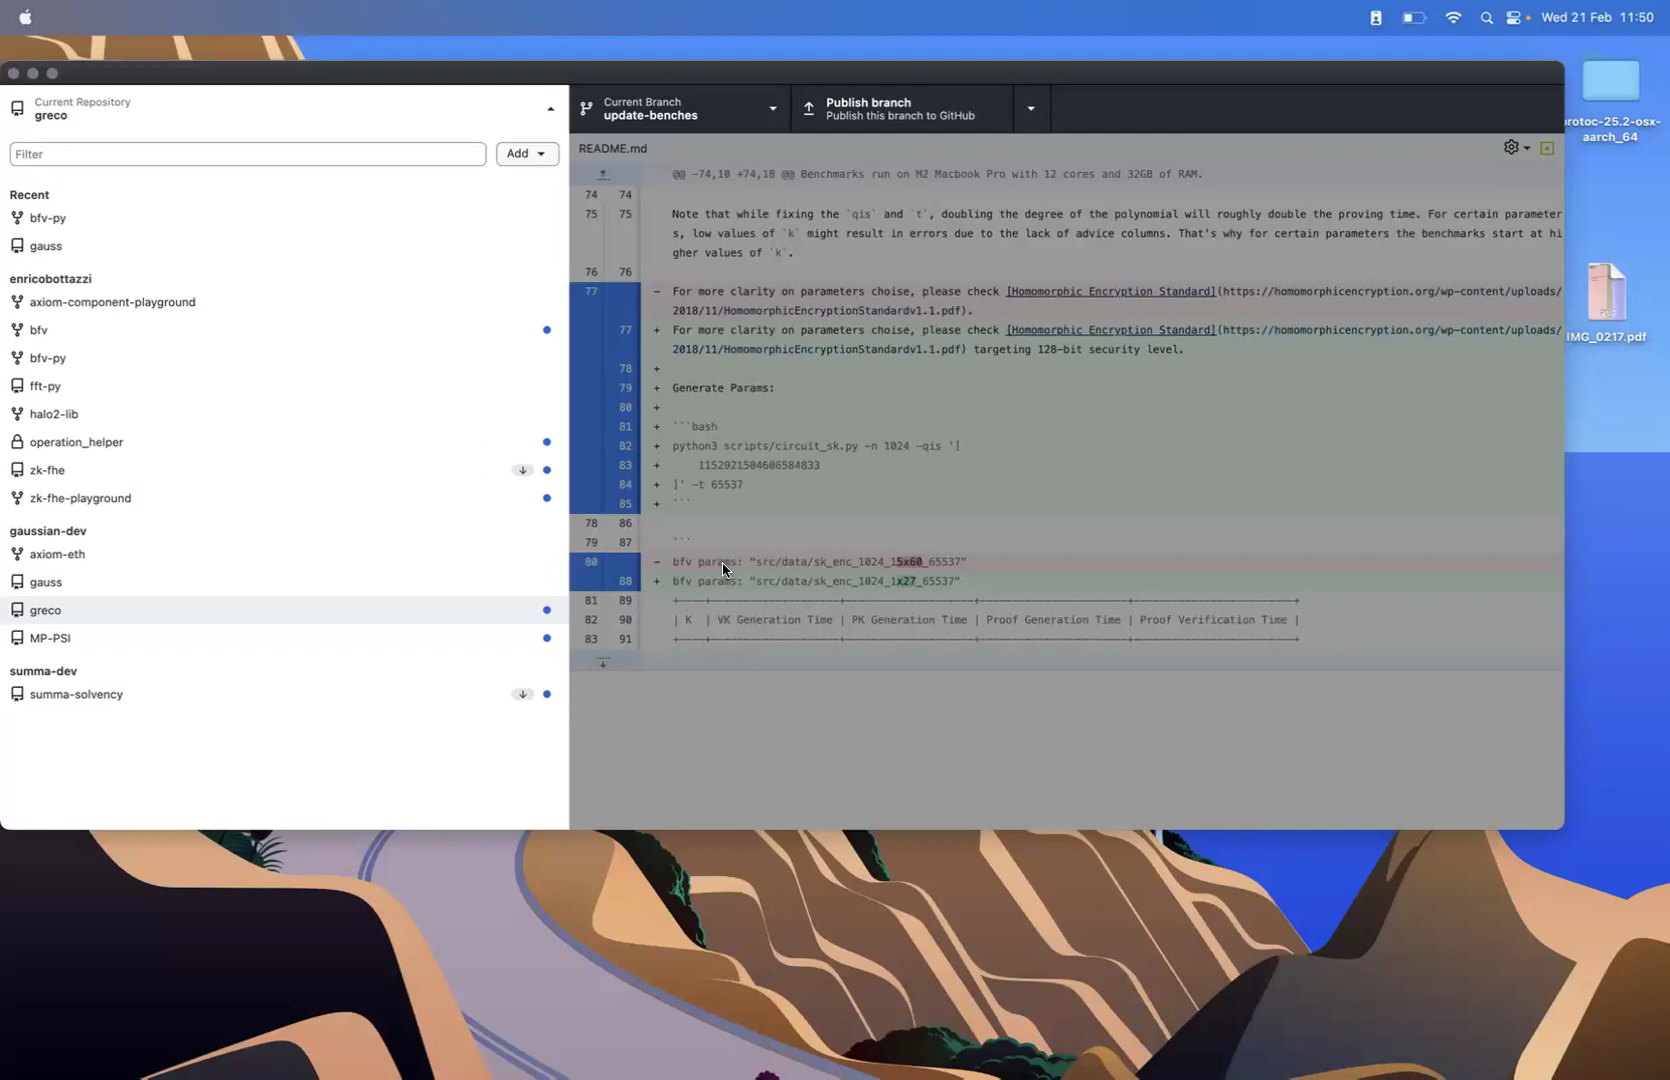 Wed 21 Feb 11:50
Current Repository
greco
Current Branch
update-benches
Publish branch
Publish this branch to GitHub
Filter
Add
Recent
bfv-py
gauss
enricobottazzi
axiom-component-playground
bfv
bfv-py
fft-py
halo2-lib
operation_helper
zk-fhe
zk-fhe-playground
gaussian-dev
axiom-eth
gauss
greco
MP-PSI
summa-dev
summa-solvency
README.md
@@ -74,10 +74,18 @@ Benchmarks run on M2 Macbook Pro with 12 cores and 32GB of RAM.
74 74
75 75 Note that while fixing the `qis` and `t`, doubling the degree of the polynomial will roughly double the proving time. For certain parameter
s, low values of `k` might result in errors due to the lack of advice columns. That's why for certain parameters the benchmarks start at hi
gher values of `k`.
76 76
77 - For more clarity on parameters choise, please check [Homomorphic Encryption Standard](https://homomorphicencryption.org/wp-content/uploads/
2018/11/HomomorphicEncryptionStandardv1.1.pdf).
77 + For more clarity on parameters choise, please check [Homomorphic Encryption Standard](https://homomorphicencryption.org/wp-content/uploads/
2018/11/HomomorphicEncryptionStandardv1.1.pdf) targeting 128-bit security level.
78 +
79 + Generate Params:
80 +
81 + ```bash
82 + python3 scripts/circuit_sk.py -n 1024 -qis '[
83 + 1152921504606584833
84 + ]' -t 65537
85 + ```
78 86
79 87 ```
80 - bfv params: "src/data/sk_enc_1024_15x60_65537"
88 + bfv params: "src/data/sk_enc_1024_1x27_65537"
81 89 +----+----------------------+----------------------+------------------------+--------------------------+
82 90 | K | VK Generation Time | PK Generation Time | Proof Generation Time | Proof Verification Time |
83 91 +----+----------------------+----------------------+------------------------+--------------------------+
rotoc-25.2-osx-
aarch_64
PDF
IMG_0217.pdf